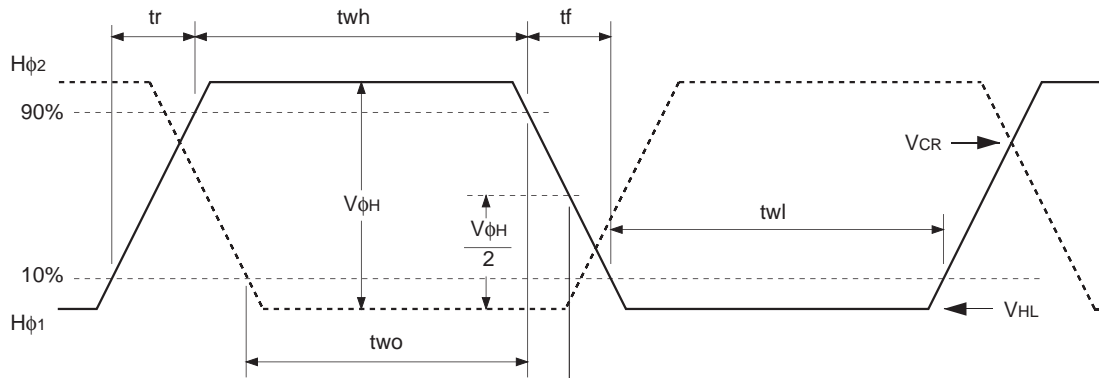 tr
twh
tf
Hϕ2
90%
VCR
VϕH
VϕH
2
twl
10%
Hϕ1
VHL
two